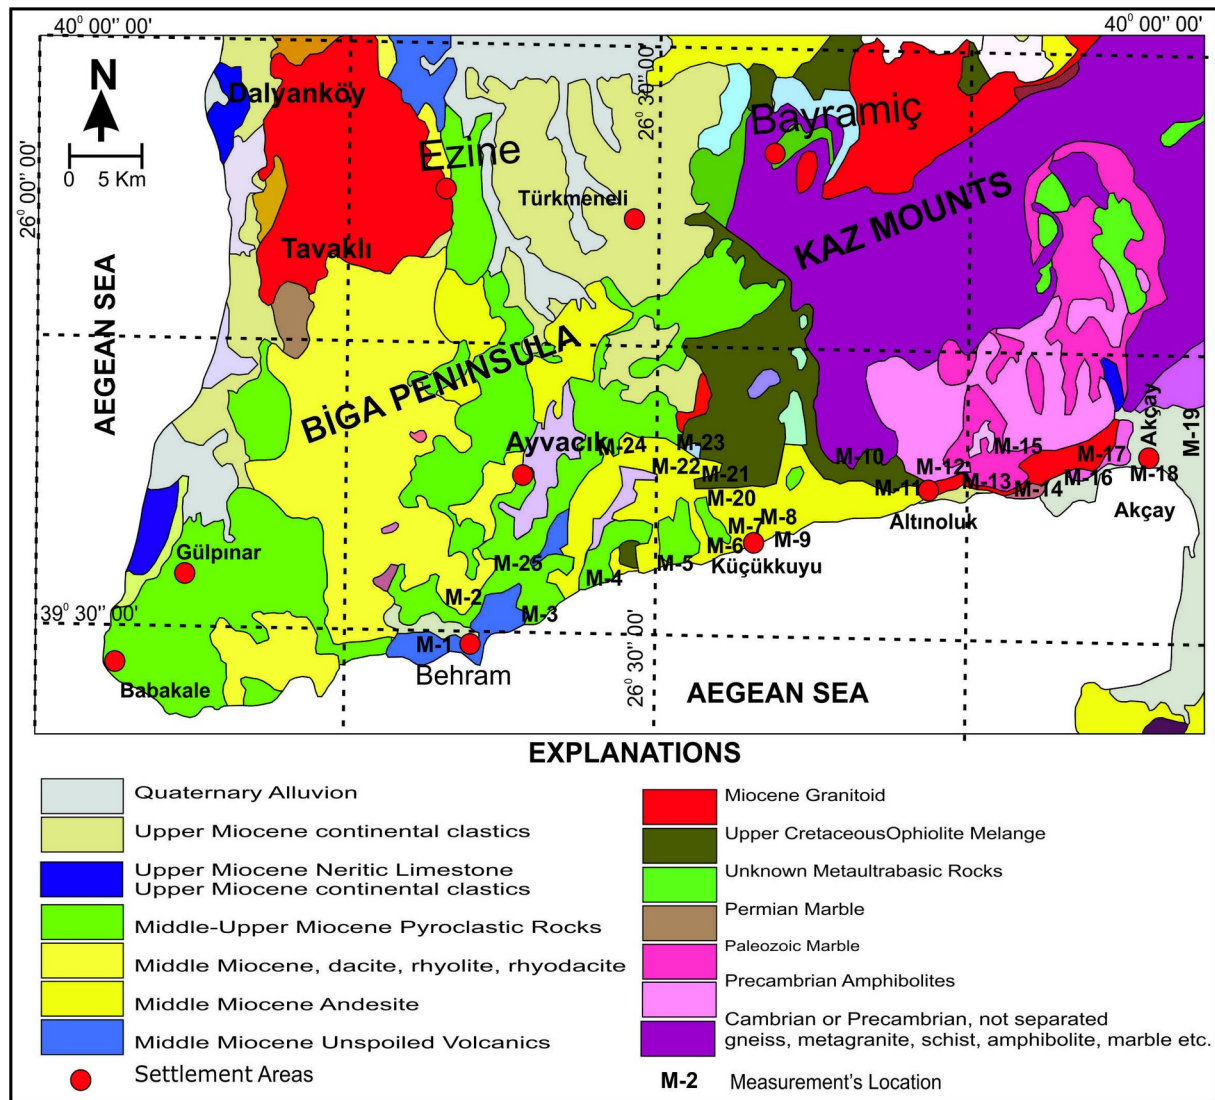 40⁰ 00'' 00'
40⁰ 00'' 00'
N
0 5 Km
26⁰ 00' 00'
26⁰ 30'' 00'
Dalyanköy
Ezine
Bayramiç
Türkmeneli
Tavaklı
KAZ MOUNTS
AEGEAN SEA
BİGA PENINSULA
Ayvacık
M-24
M-23
M-22
M-21
M-20
M-10
M-12
M-11
M-13
M-15
M-14
M-17
M-16
Akçay
M-18
M-19
Akçay
Altınoluk
M-7
M-8
M-6
M-9
Küçükkuyu
M-5
M-4
M-25
M-2
M-3
M-1
Behram
Gülpınar
39⁰ 30'' 00'
Babakale
26⁰ 30'' 00'
AEGEAN SEA
EXPLANATIONS
Quaternary Alluvion
Upper Miocene continental clastics
Upper Miocene Neritic Limestone
Upper Miocene continental clastics
Middle-Upper Miocene Pyroclastic Rocks
Middle Miocene, dacite, rhyolite, rhyodacite
Middle Miocene Andesite
Middle Miocene Unspoiled Volcanics
Settlement Areas
Miocene Granitoid
Upper CretaceousOphiolite Melange
Unknown Metaultrabasic Rocks
Permian Marble
Paleozoic Marble
Precambrian Amphibolites
Cambrian or Precambrian, not separated
gneiss, metagranite, schist, amphibolite, marble etc.
M-2 Measurement's Location